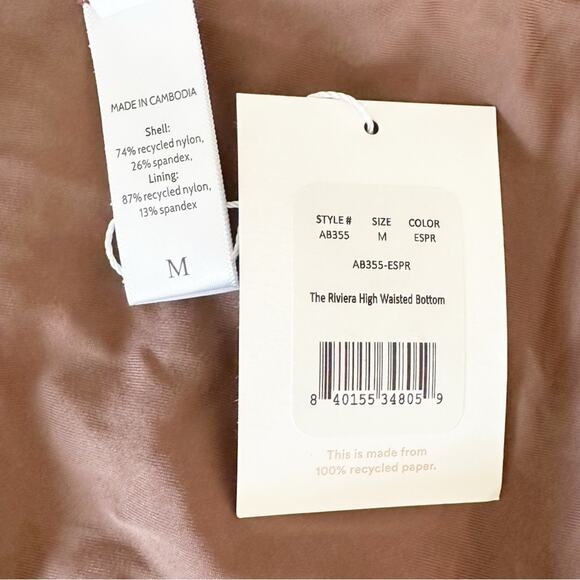 MADE IN CAMBODIA
Shell:
74% recycled nylon,
26% spandex,
Lining:
87% recycled nylon,
13% spandex
M
STYLE # SIZE COLOR
AB355 M ESPR
AB355-ESPR
The Riviera High Waisted Bottom
8 40155 34805 9
This is made from
100% recycled paper.